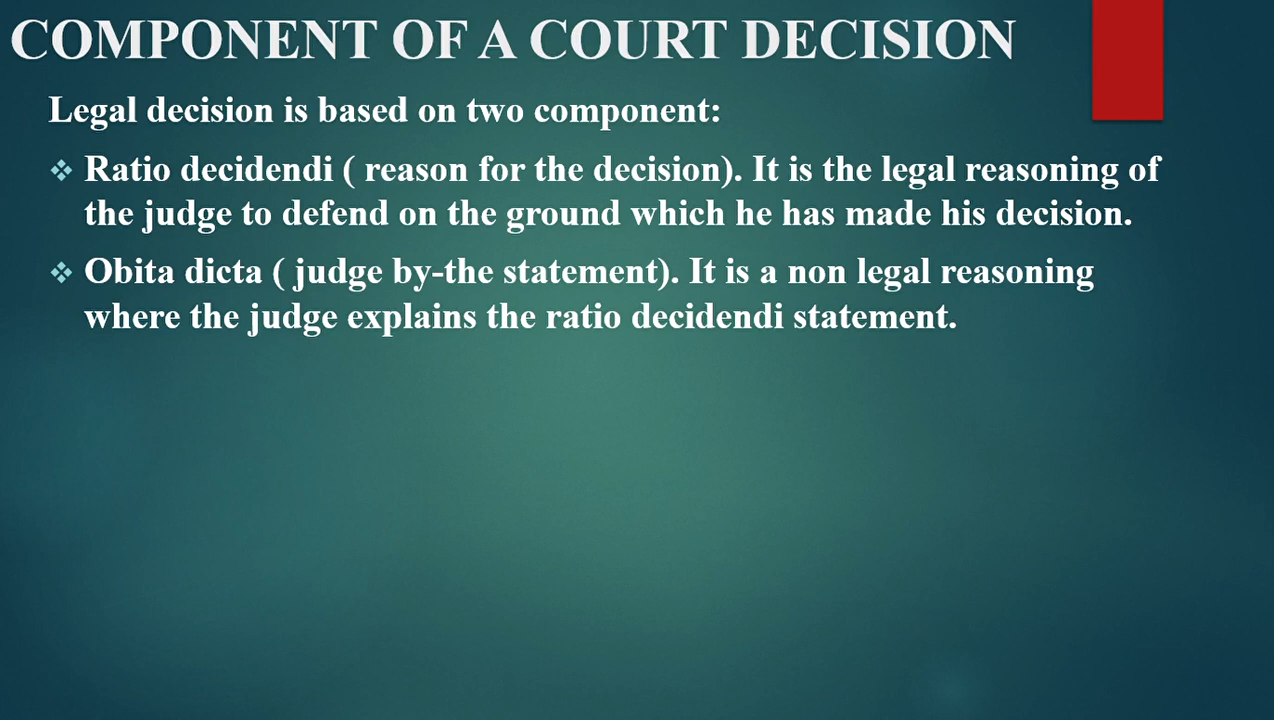 COMPONENT OF A COURT DECISION
Legal decision is based on two component:
❖ Ratio decidendi ( reason for the decision). It is the legal reasoning of
the judge to defend on the ground which he has made his decision.
❖ Obita dicta ( judge by-the statement). It is a non legal reasoning
where the judge explains the ratio decidendi statement.